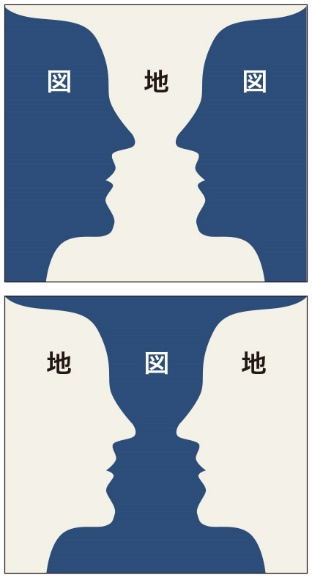 図 地 図
地 図 地